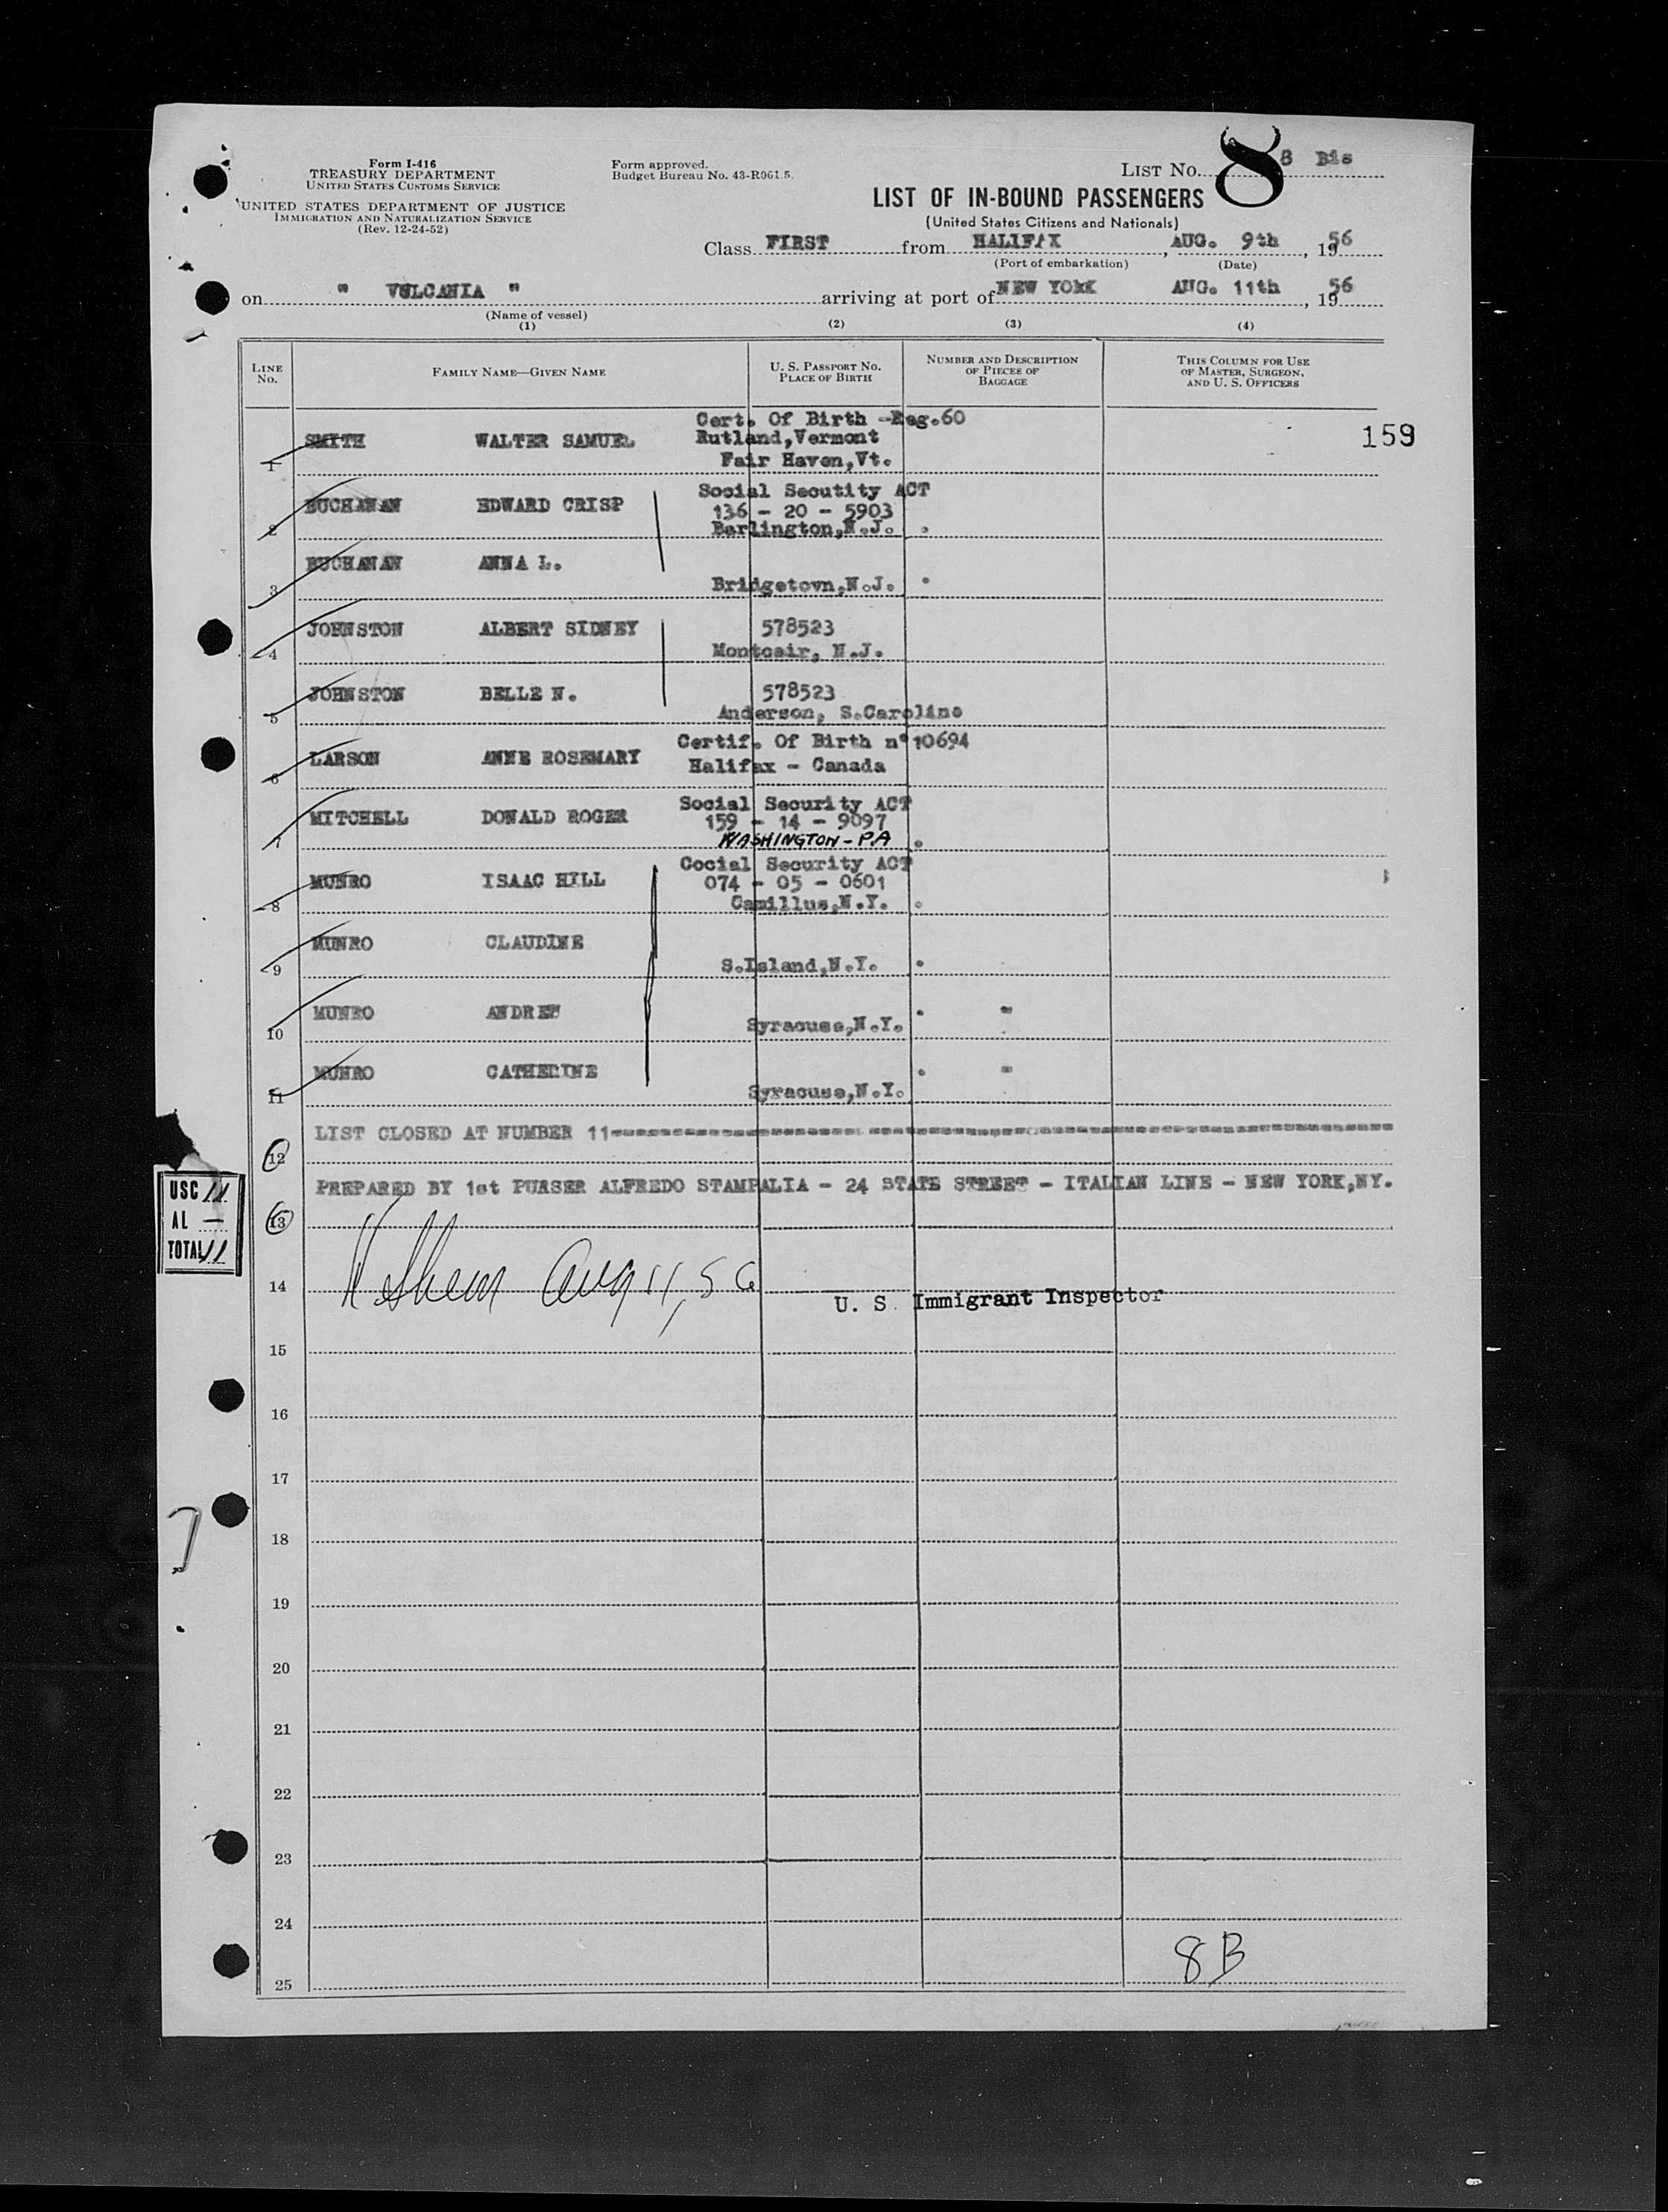 Form I-416
TREASURY DEPARTMENT
UNITED STATES CUSTOMS SERVICE
UNITED STATES DEPARTMENT OF JUSTICE
IMMIGRATION AND NATURALIZATION SERVICE
(Rev. 12-24-52)
Form approved.
Budget Bureau No. 43-R061.5.
LIST No. 8 8 Bis
LIST OF IN-BOUND PASSENGERS
(United States Citizens and Nationals)
Class FIRST from HALIFAX, AUG. 9th, 1956
(Port of embarkation) (Date)
on " VULCANIA " arriving at port of NEW YORK AUG. 11th, 1956
(Name of vessel)
(1) (2) (3) (4)
LINE No. FAMILY NAME—GIVEN NAME U. S. PASSPORT No. PLACE OF BIRTH NUMBER AND DESCRIPTION OF PIECES OF BAGGAGE THIS COLUMN FOR USE OF MASTER, SURGEON, AND U. S. OFFICERS
Cert. Of Birth -Reg.60
1 SMITH WALTER SAMUEL Rutland,Vermont 159
Fair Haven,Vt.
Social Secutity ACT
2 BUCHANAN EDWARD CRISP 136 - 20 - 5903
Barlington,N.J.
3 BUCHANAN ANNA L.
Bridgetown,N.J.
4 JOHNSTON ALBERT SIDNEY 578523
Montcair, N.J.
5 JOHNSTON BELLE N. 578523
Anderson, S.Caroline
Certif. Of Birth n° 10694
6 LARSON ANNE ROSEMARY Halifax - Canada
Social Security ACT
7 MITCHELL DONALD ROGER 159 - 14 - 9097
WASHINGTON - PA
Cocial Security ACT
8 MUNRO ISAAC HILL 074 - 05 - 0601
Camillus,N.Y.
9 MUNRO CLAUDINE
S.Island,N.Y.
10 MUNRO ANDREW
Syracuse,N.Y.
11 MUNRO CATHERINE
Syracuse,N.Y.
LIST CLOSED AT NUMBER 11
12
USC 11
AL —
TOTAL 11
PREPARED BY 1st PURSER ALFREDO STAMPALIA - 24 STATE STREET - ITALIAN LINE - NEW YORK,NY.
13
14 Aug 11, 56
U. S. Immigrant Inspector
15
16
17
18
19
20
21
22
23
24
8B
25